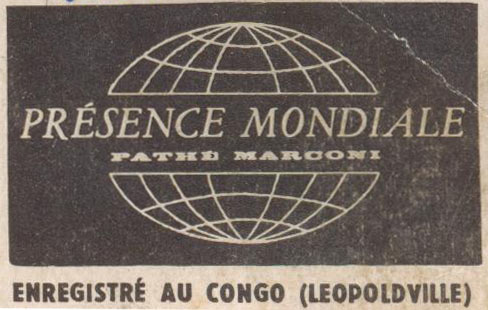 PRÉSENCE MONDIALE
PATHÉ MARCONI
ENREGISTRÉ AU CONGO (LEOPOLDVILLE)